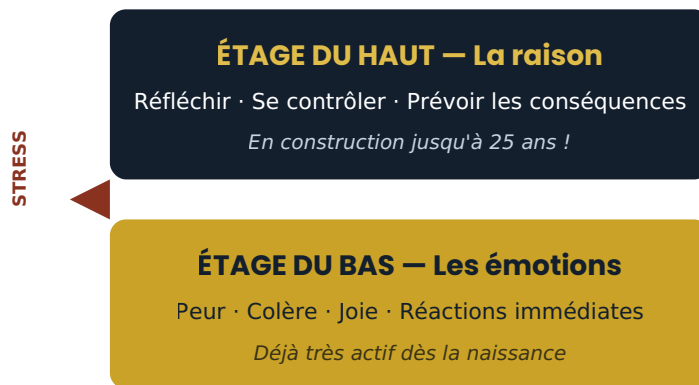 ÉTAGE DU HAUT — La raison
Réfléchir · Se contrôler · Prévoir les conséquences
En construction jusqu'à 25 ans !
STRESS
ÉTAGE DU BAS — Les émotions
Peur · Colère · Joie · Réactions immédiates
Déjà très actif dès la naissance